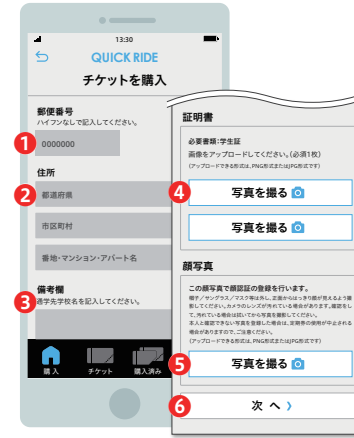 13:30
QUICK RIDE
チケットを購入
郵便番号
ハイフンなしで記入してください。
1
0000000
住所
2
都道府県
市区町村
番地・マンション・アパート名
備考欄
3
通学先学校名を記入してください。
購入
チケット
購入済み
証明書
必要書類:学生証
画像をアップロードしてください。(必須1枚)
(アップロードできる形式は、PNG形式またはJPG形式です)
4
写真を撮る
写真を撮る
顔写真
この顔写真で顔認証の登録を行います。
帽子／サングラス／マスク等は外し、正面からはっきり顔が見えるよう撮
影してください。カメラのレンズが汚れている場合があります。確認をし
て、汚れている場合は拭いてから写真を撮影してください。
本人と確認できない写真を登録した場合は、定期券の使用が中止される
場合がありますので、ご注意ください。
(アップロードできる形式は、PNG形式またはJPG形式です)
5
写真を撮る
6
次へ